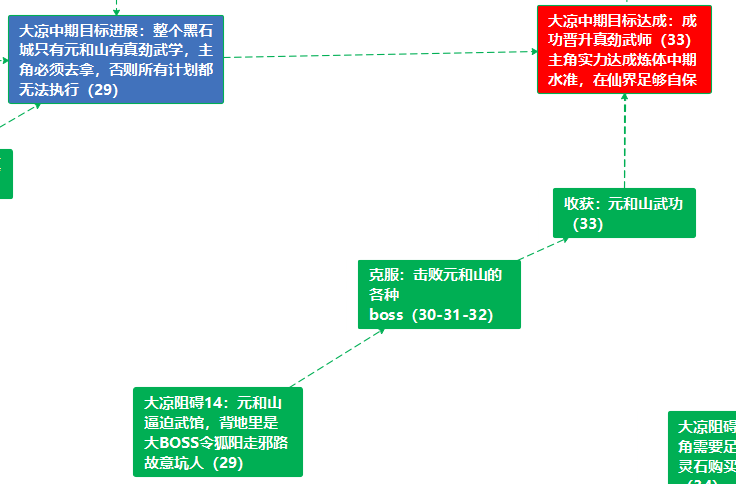 大凉中期目标进展：整个黑石
城只有元和山有真劲武学，主
角必须去拿，否则所有计划都
无法执行（29）
大凉中期目标达成：成
功晋升真劲武师（33）
主角实力达成炼体中期
水准，在仙界足够自保
收获：元和山武功
（33）
克服：击败元和山的
各种
boss（30-31-32）
大凉阻碍14：元和山
逼迫武馆，背地里是
大BOSS令狐阳走邪路
故意坑人（29）
大凉阻碍
角需要足
灵石购买